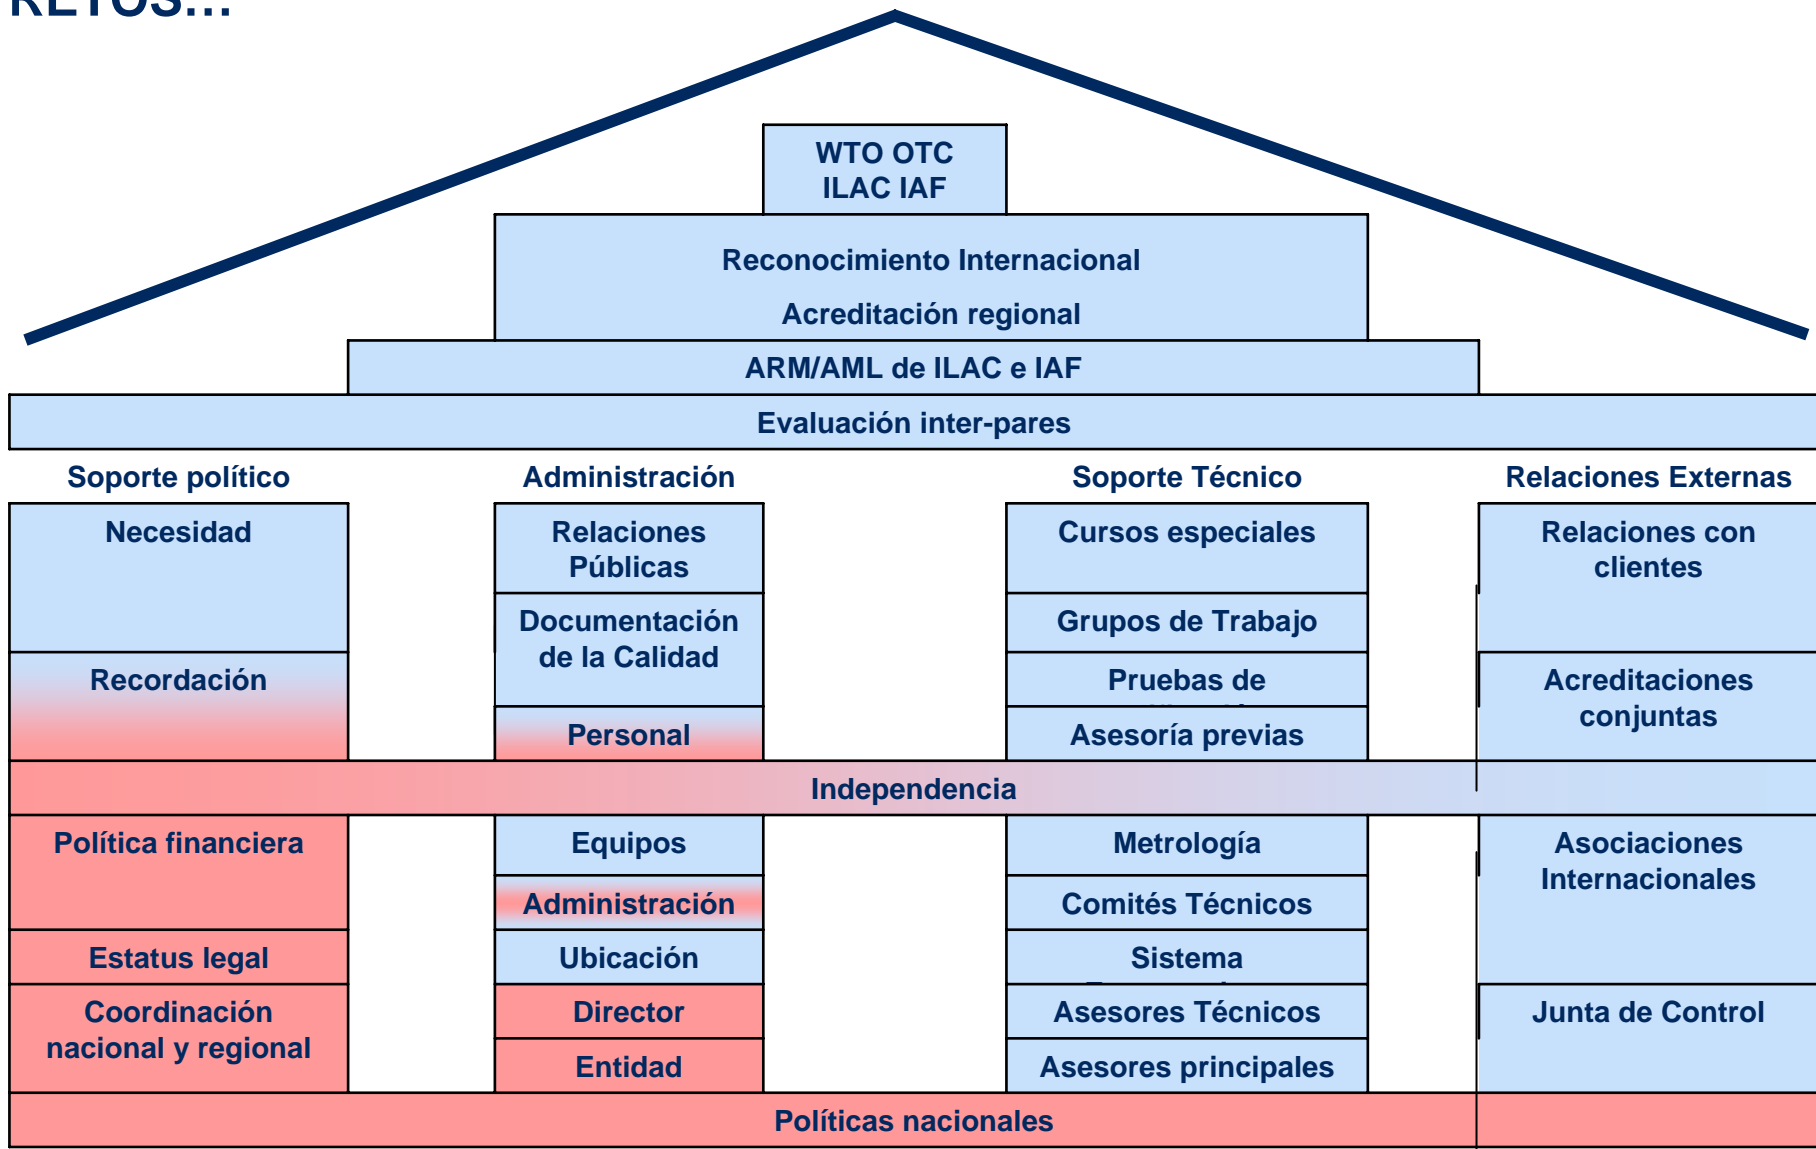 RETOS...
WTO OTC
ILAC IAF
Reconocimiento Internacional
Acreditación regional
ARM/AML de ILAC e IAF
Evaluación inter-pares
Soporte político
Administración
Soporte Técnico
Relaciones Externas
Necesidad
Relaciones
Públicas
Cursos especiales
Relaciones con
clientes
Documentación
de la Calidad
Grupos de Trabajo
Recordación
Pruebas de
Acreditaciones
conjuntas
Personal
Asesoría previas
Independencia
Política financiera
Equipos
Metrología
Asociaciones
Internacionales
Administración
Comités Técnicos
Estatus legal
Ubicación
Sistema
Coordinación
nacional y regional
Director
Asesores Técnicos
Junta de Control
Entidad
Asesores principales
Políticas nacionales